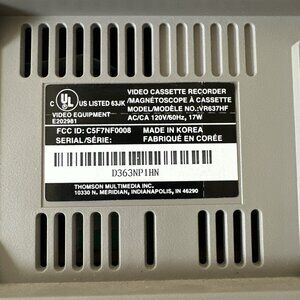 VIDEO CASSETTE RECORDER
/MAGNÉTOSCOPE À CASSETTE
MODEL/MODÈLE NO.:VR637HF
AC/CA 120V/60Hz, 17W
C UL US LISTED 63JK
VIDEO EQUIPMENT
E202981
FCC ID: C5F7NF0008 MADE IN KOREA
SERIAL/SÉRIE: FABRIQUÉ EN CORÉE
D363NP1HN
THOMSON MULTIMEDIA INC.
10330 N. MERIDIAN, INDIANAPOLIS, IN 46290